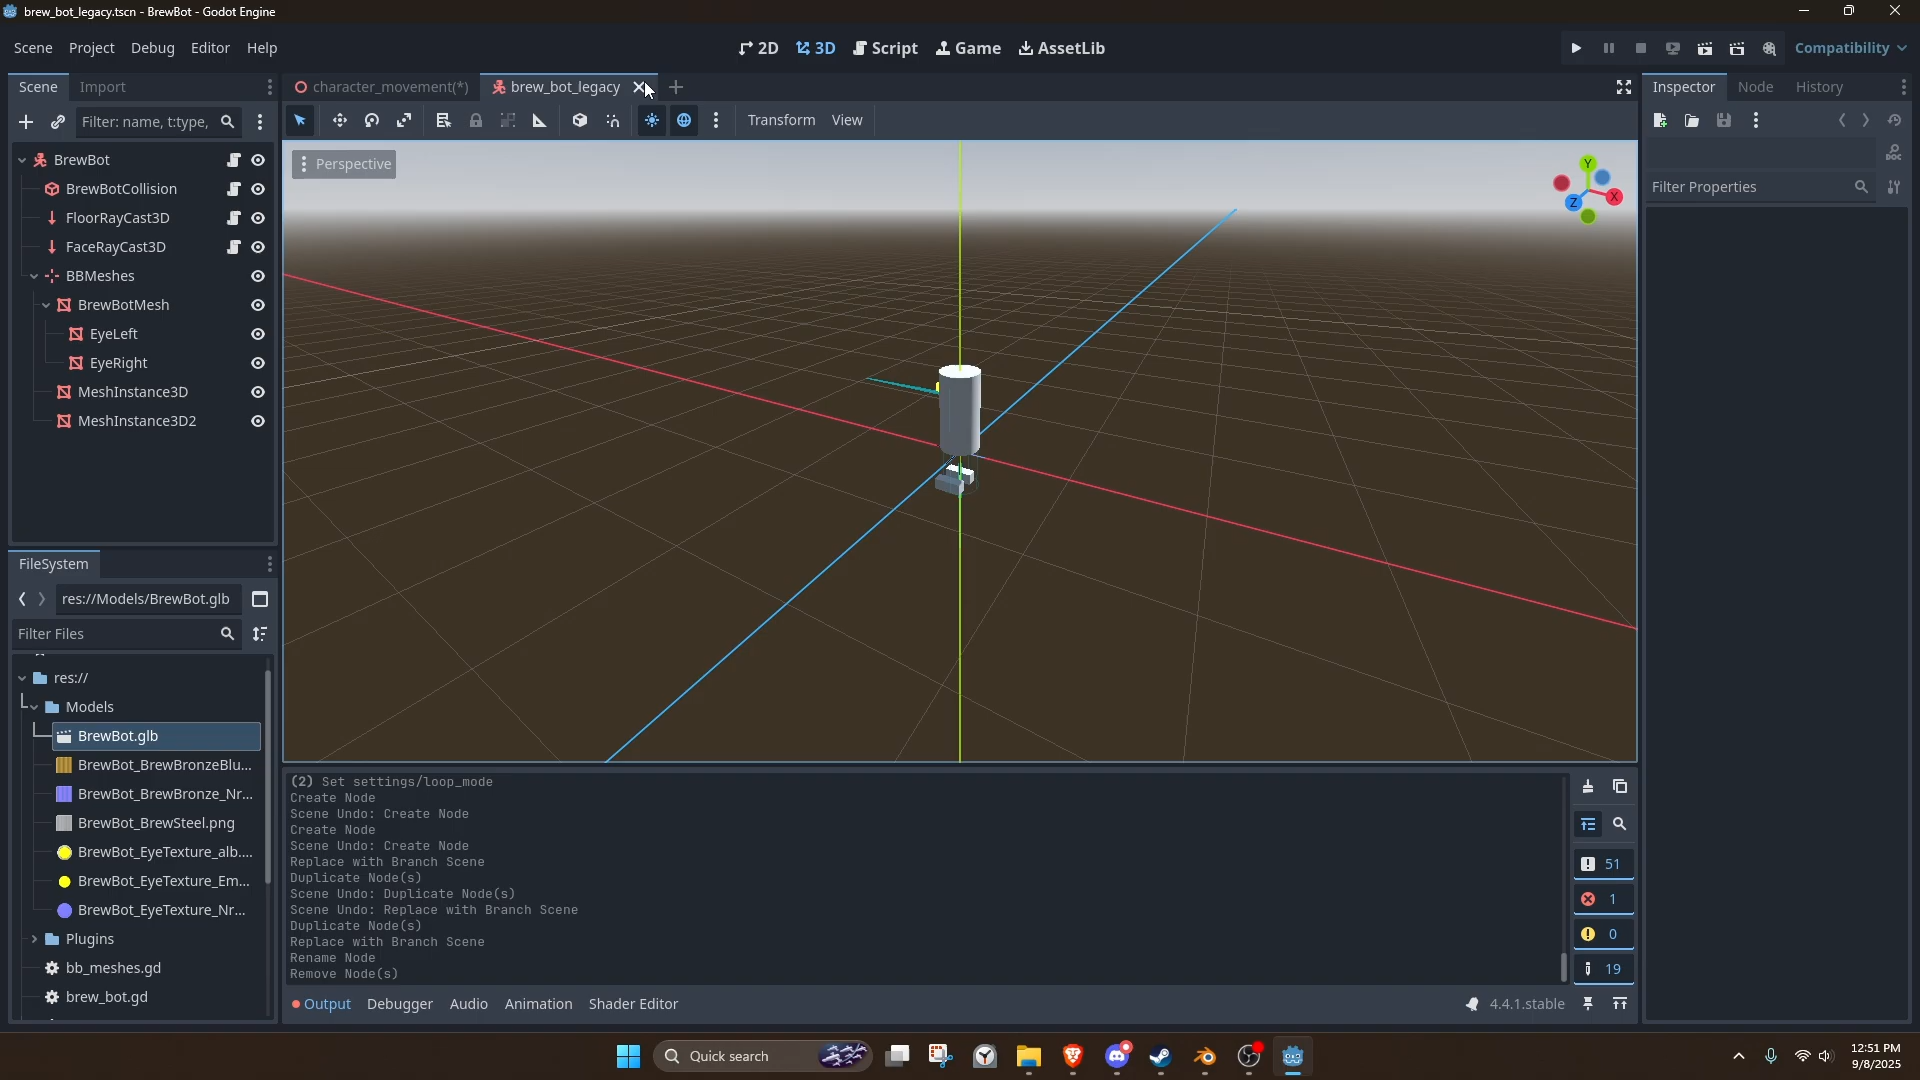 brew_bot_legacy.tscn - BrewBot - Godot Engine
Scene Project Debug Editor Help
2D 3D Script Game AssetLib
Compatibility
Scene Import
character_movement(*) brew_bot_legacy
Inspector Node History
Filter: name, t:type,
Transform View
Perspective
Filter Properties
Y
X
Z
BrewBot
BrewBotCollision
FloorRayCast3D
FaceRayCast3D
BBMeshes
BrewBotMesh
EyeLeft
EyeRight
MeshInstance3D
MeshInstance3D2
FileSystem
res://Models/BrewBot.glb
Filter Files
res://
Models
BrewBot.glb
BrewBot_BrewBronzeBlu...
BrewBot_BrewBronze_Nr...
BrewBot_BrewSteel.png
BrewBot_EyeTexture_alb....
BrewBot_EyeTexture_Em...
BrewBot_EyeTexture_Nr...
Plugins
bb_meshes.gd
brew_bot.gd
(2) Set settings/loop_mode
Create Node
Scene Undo: Create Node
Create Node
Scene Undo: Create Node
Replace with Branch Scene
Duplicate Node(s)
Scene Undo: Duplicate Node(s)
Scene Undo: Replace with Branch Scene
Duplicate Node(s)
Replace with Branch Scene
Rename Node
Remove Node(s)
51
1
0
19
Output Debugger Audio Animation Shader Editor
4.4.1.stable
Quick search
12:51 PM
9/8/2025